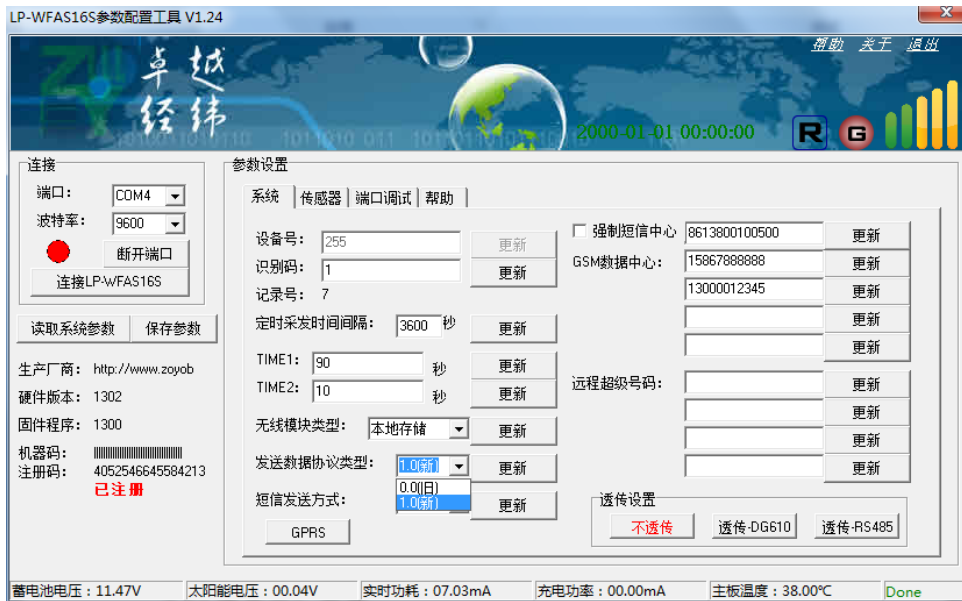 LP-WFAS16S参数配置工具 V1.24
帮助 关于 退出
卓越
经纬
2000-01-01 00:00:00
R G
连接
端口: COM4
波特率: 9600
断开端口
连接LP-WFAS16S
读取系统参数 保存参数
生产厂商: http://www.zoyob
硬件版本: 1302
固件程序: 1300
机器码: ||||||||||||||||||||||||||||||
注册码: 4052546645584213
已注册
参数设置
系统 传感器 端口调试 帮助
设备号: 255 更新
识别码: 1 更新
记录号: 7
定时采发时间间隔: 3600 秒 更新
TIME1: 90 秒 更新
TIME2: 10 秒 更新
无线模块类型: 本地存储 更新
发送数据协议类型: 1.0(新) 更新
0.0(旧)
1.0(新)
短信发送方式: 更新
GPRS
强制短信中心 8613800100500 更新
GSM数据中心: 15867888888 更新
13000012345 更新
更新
更新
远程超级号码: 更新
更新
更新
更新
透传设置
不透传 透传-DG610 透传-RS485
蓄电池电压:11.47V 太阳能电压:00.04V 实时功耗:07.03mA 充电功率:00.00mA 主板温度:38.00℃ Done